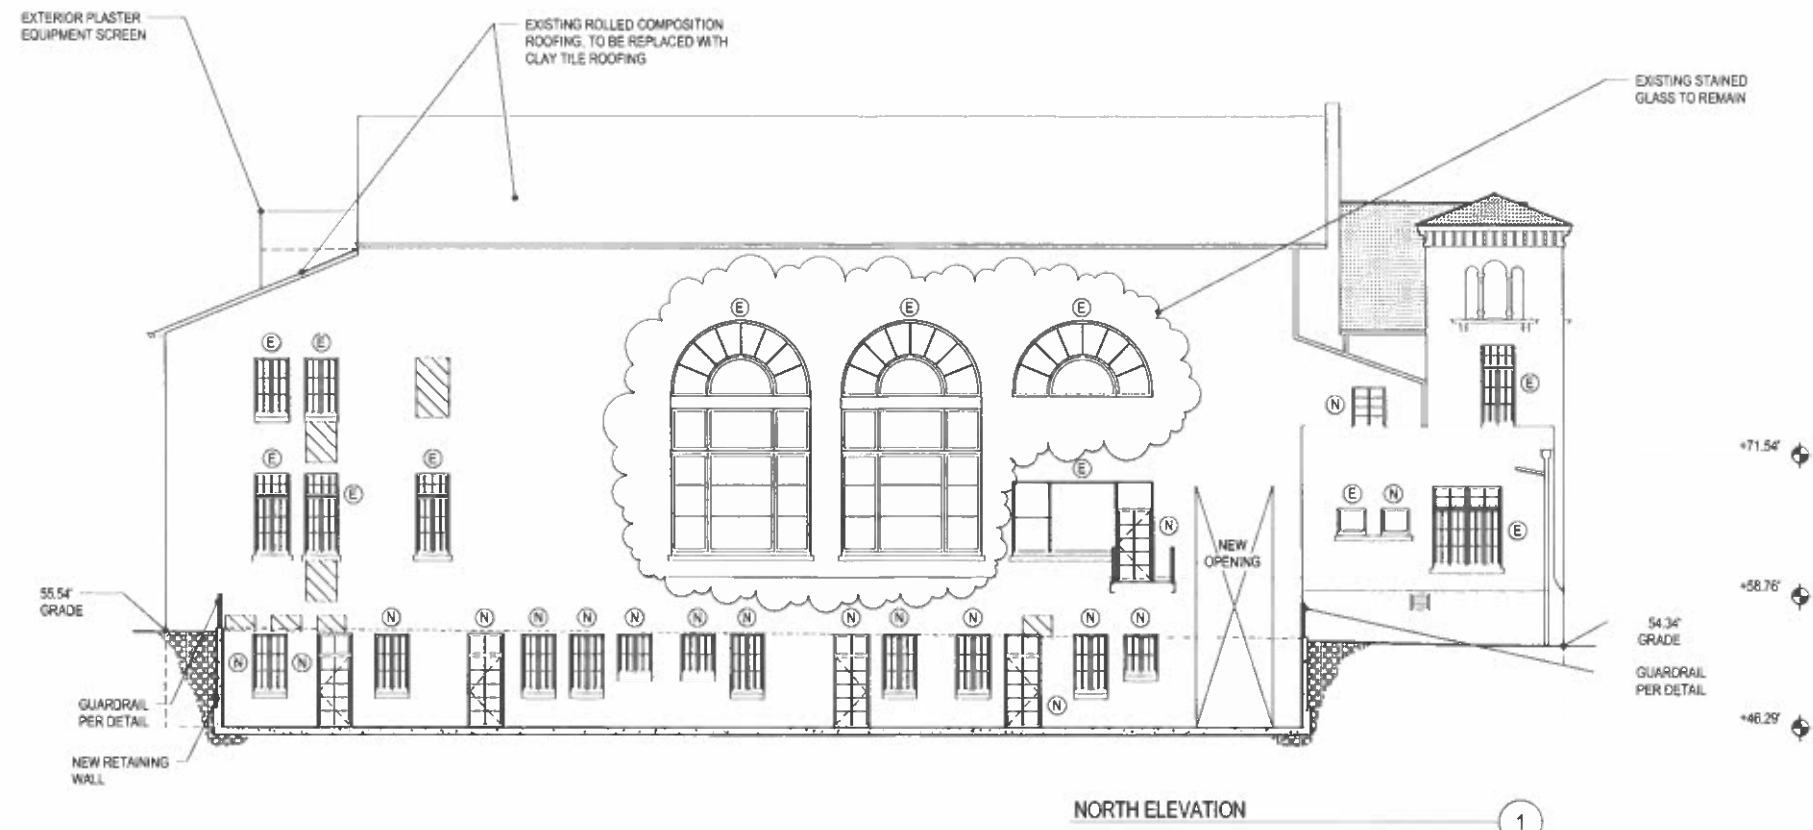 EXTERIOR PLASTER
EQUIPMENT SCREEN
EXISTING ROLLED COMPOSITION
ROOFING, TO BE REPLACED WITH
CLAY TILE ROOFING
EXISTING STAINED
GLASS TO REMAIN
E
E
E
E
E
E
N
E
E
E
E
E
E
N
N
E
NEW
OPENING
+71.54'
55.54'
GRADE
+58.76'
N
N
N
N
N
N
N
N
N
N
N
N
54.34'
GRADE
N
N
GUARDRAIL
PER DETAIL
N
GUARDRAIL
PER DETAIL
+46.29'
NEW RETAINING
WALL
NORTH ELEVATION
1